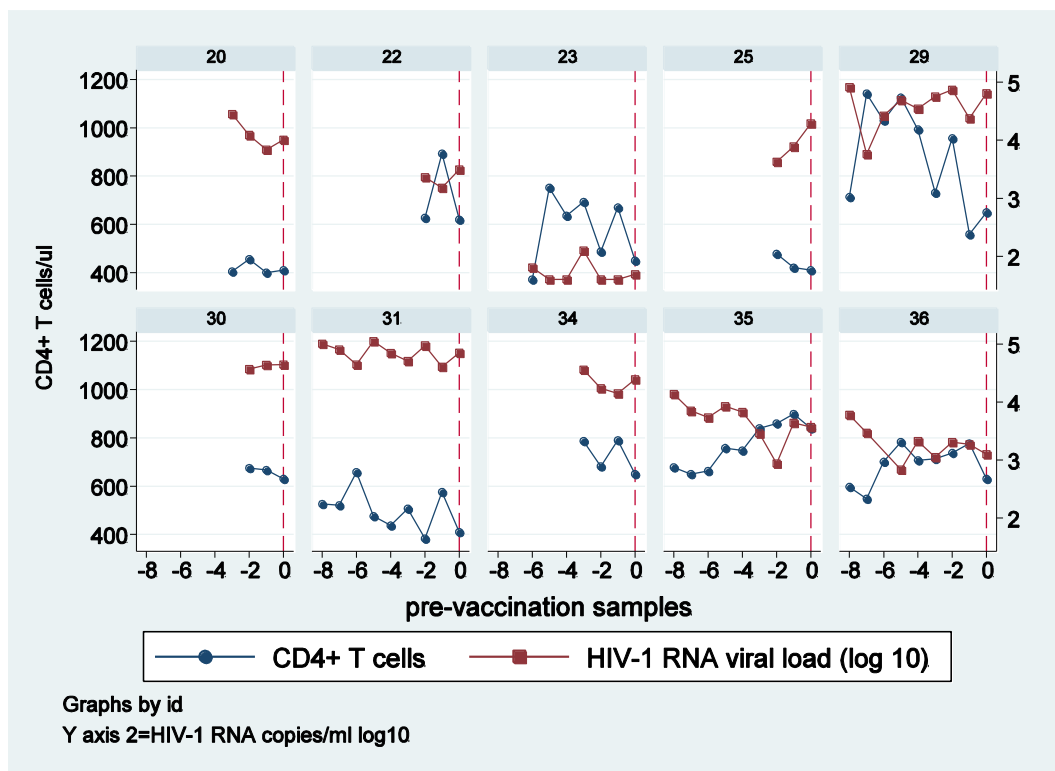 20 22 23 25 29
1200
1000
800
600
400
5
4
3
2
CD4+ T cells/ul
30 31 34 35 36
1200
1000
800
600
400
5
4
3
2
-8 -6 -4 -2 0 -8 -6 -4 -2 0 -8 -6 -4 -2 0 -8 -6 -4 -2 0 -8 -6 -4 -2 0
pre-vaccination samples
CD4+ T cells HIV-1 RNA viral load (log 10)
Graphs by id
Y axis 2=HIV-1 RNA copies/ml log10